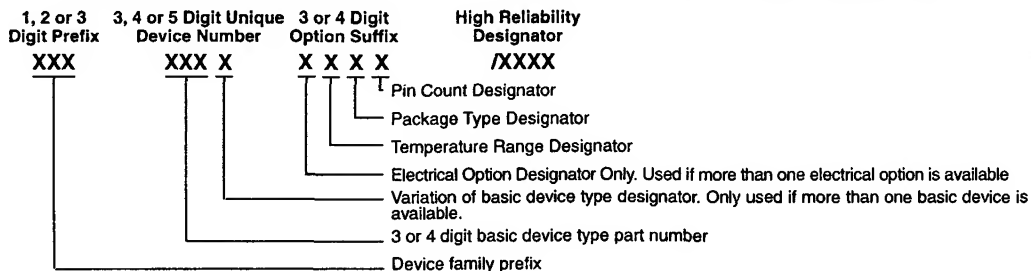 1, 2 or 3 Digit Prefix
3, 4 or 5 Digit Unique Device Number
3 or 4 Digit Option Suffix
High Reliability Designator
XXX XXX X X X X X /XXXX
Pin Count Designator
Package Type Designator
Temperature Range Designator
Electrical Option Designator Only. Used if more than one electrical option is available
Variation of basic device type designator. Only used if more than one basic device is
available.
3 or 4 digit basic device type part number
Device family prefix